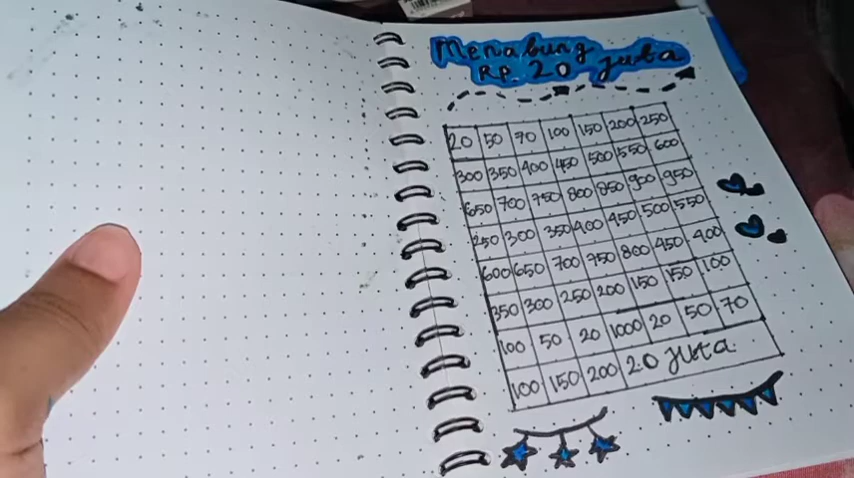 Menabung
RP. 20 juta
20 50 70 100 150 200 250
300 350 400 450 500 550 600
650 700 750 800 850 900 950
250 300 350 400 450 500 550
600 650 700 750 800 450 400
350 300 250 200 150 150 100
100 50 20 1000 20 50 70
100 150 200 20 juta